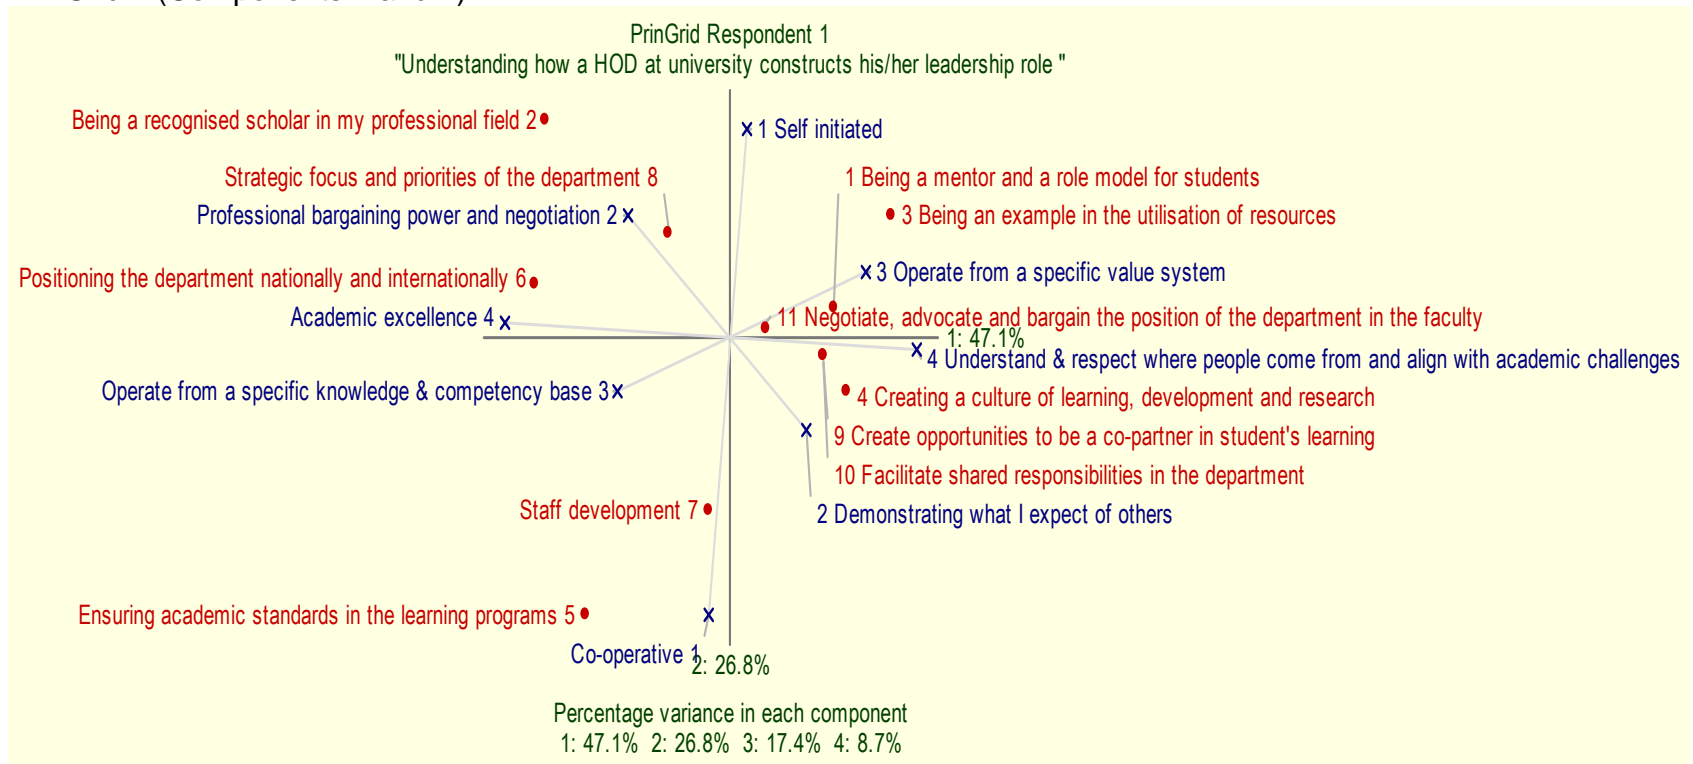 PrinGrid Respondent 1
"Understanding how a HOD at university constructs his/her leadership role "
Being a recognised scholar in my professional field 2
1 Self initiated
Strategic focus and priorities of the department 8
1 Being a mentor and a role model for students
Professional bargaining power and negotiation 2
3 Being an example in the utilisation of resources
Positioning the department nationally and internationally 6
3 Operate from a specific value system
Academic excellence 4
11 Negotiate, advocate and bargain the position of the department in the faculty
1: 47.1%
4 Understand & respect where people come from and align with academic challenges
Operate from a specific knowledge & competency base 3
4 Creating a culture of learning, development and research
9 Create opportunities to be a co-partner in student's learning
10 Facilitate shared responsibilities in the department
Staff development 7
2 Demonstrating what I expect of others
Ensuring academic standards in the learning programs 5
Co-operative 1
2: 26.8%
Percentage variance in each component
1: 47.1% 2: 26.8% 3: 17.4% 4: 8.7%